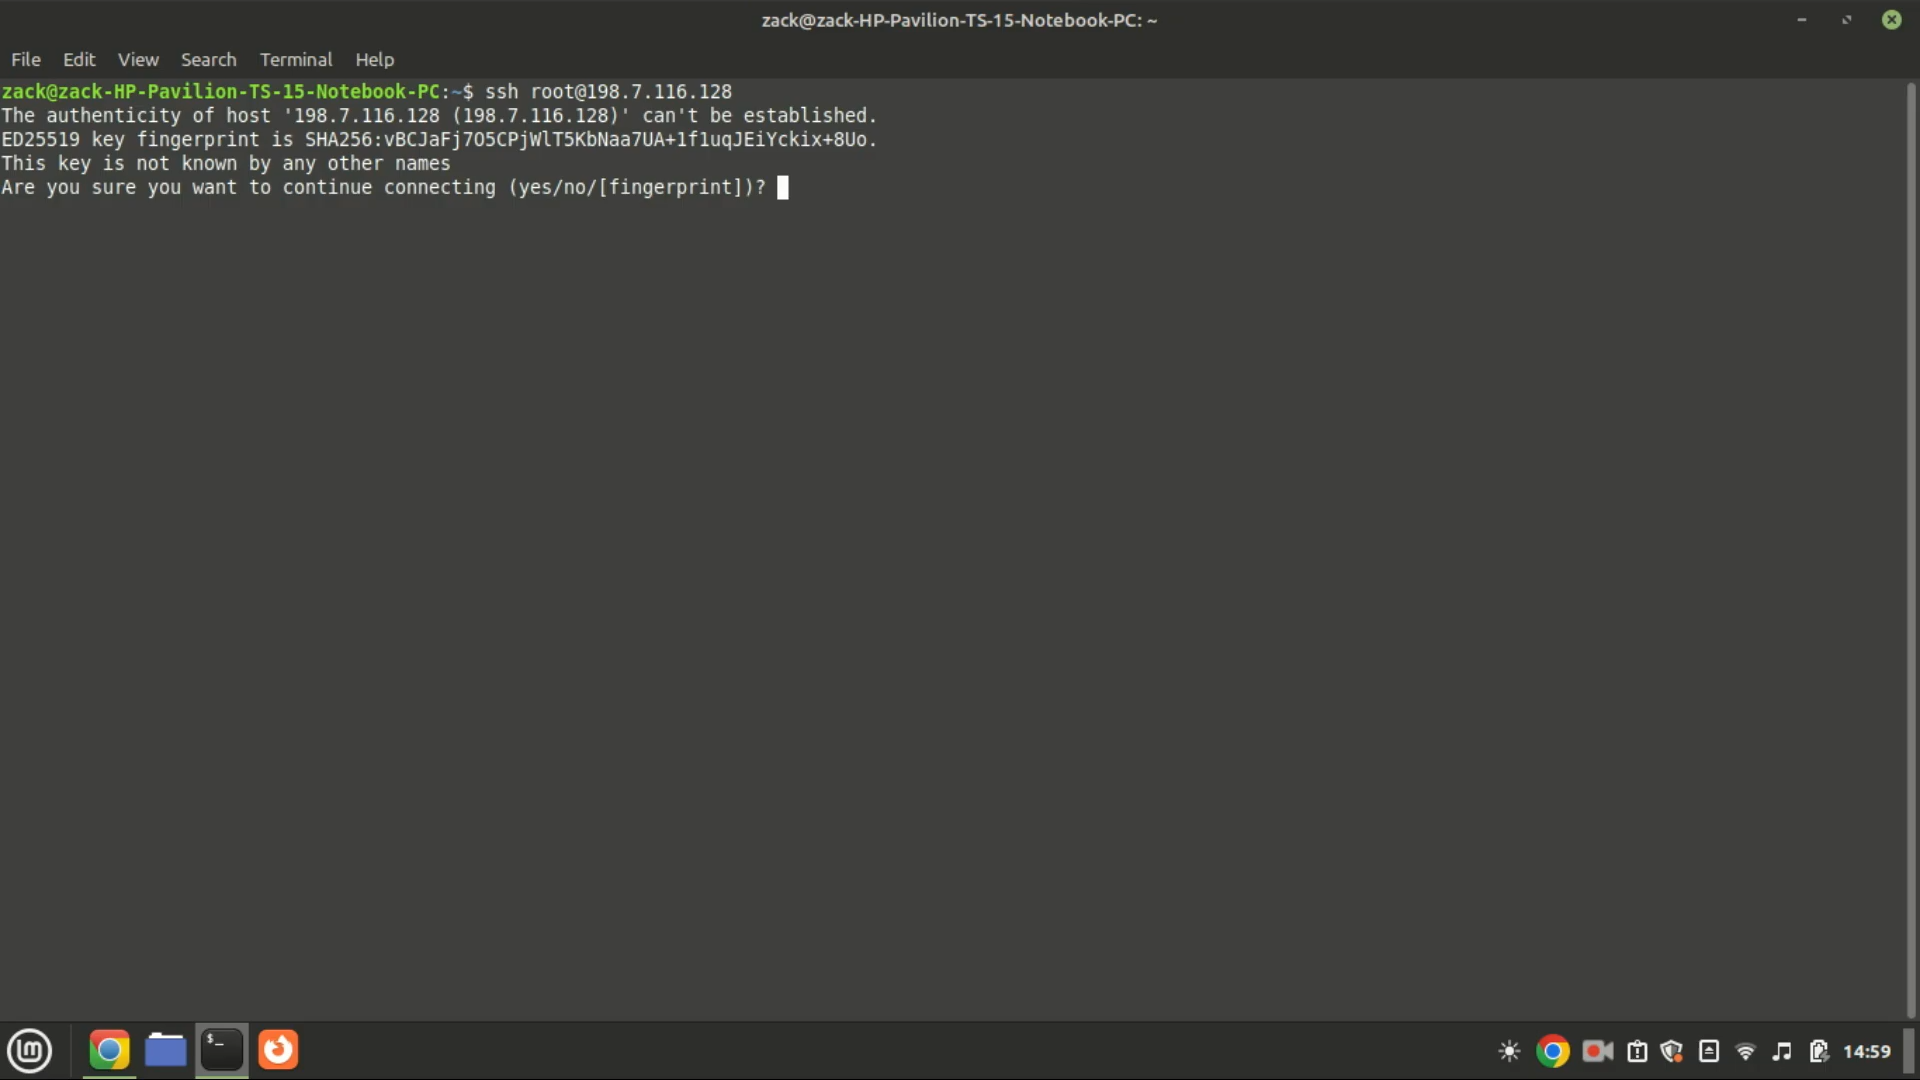 zack@zack-HP-Pavilion-TS-15-Notebook-PC: ~
File Edit View Search Terminal Help
zack@zack-HP-Pavilion-TS-15-Notebook-PC:~$ ssh root@198.7.116.128
The authenticity of host '198.7.116.128 (198.7.116.128)' can't be established.
ED25519 key fingerprint is SHA256:vBCJaFj7O5CPjWlT5KbNaa7UA+1f1uqJEiYckix+8Uo.
This key is not known by any other names
Are you sure you want to continue connecting (yes/no/[fingerprint])?
$_
14:59